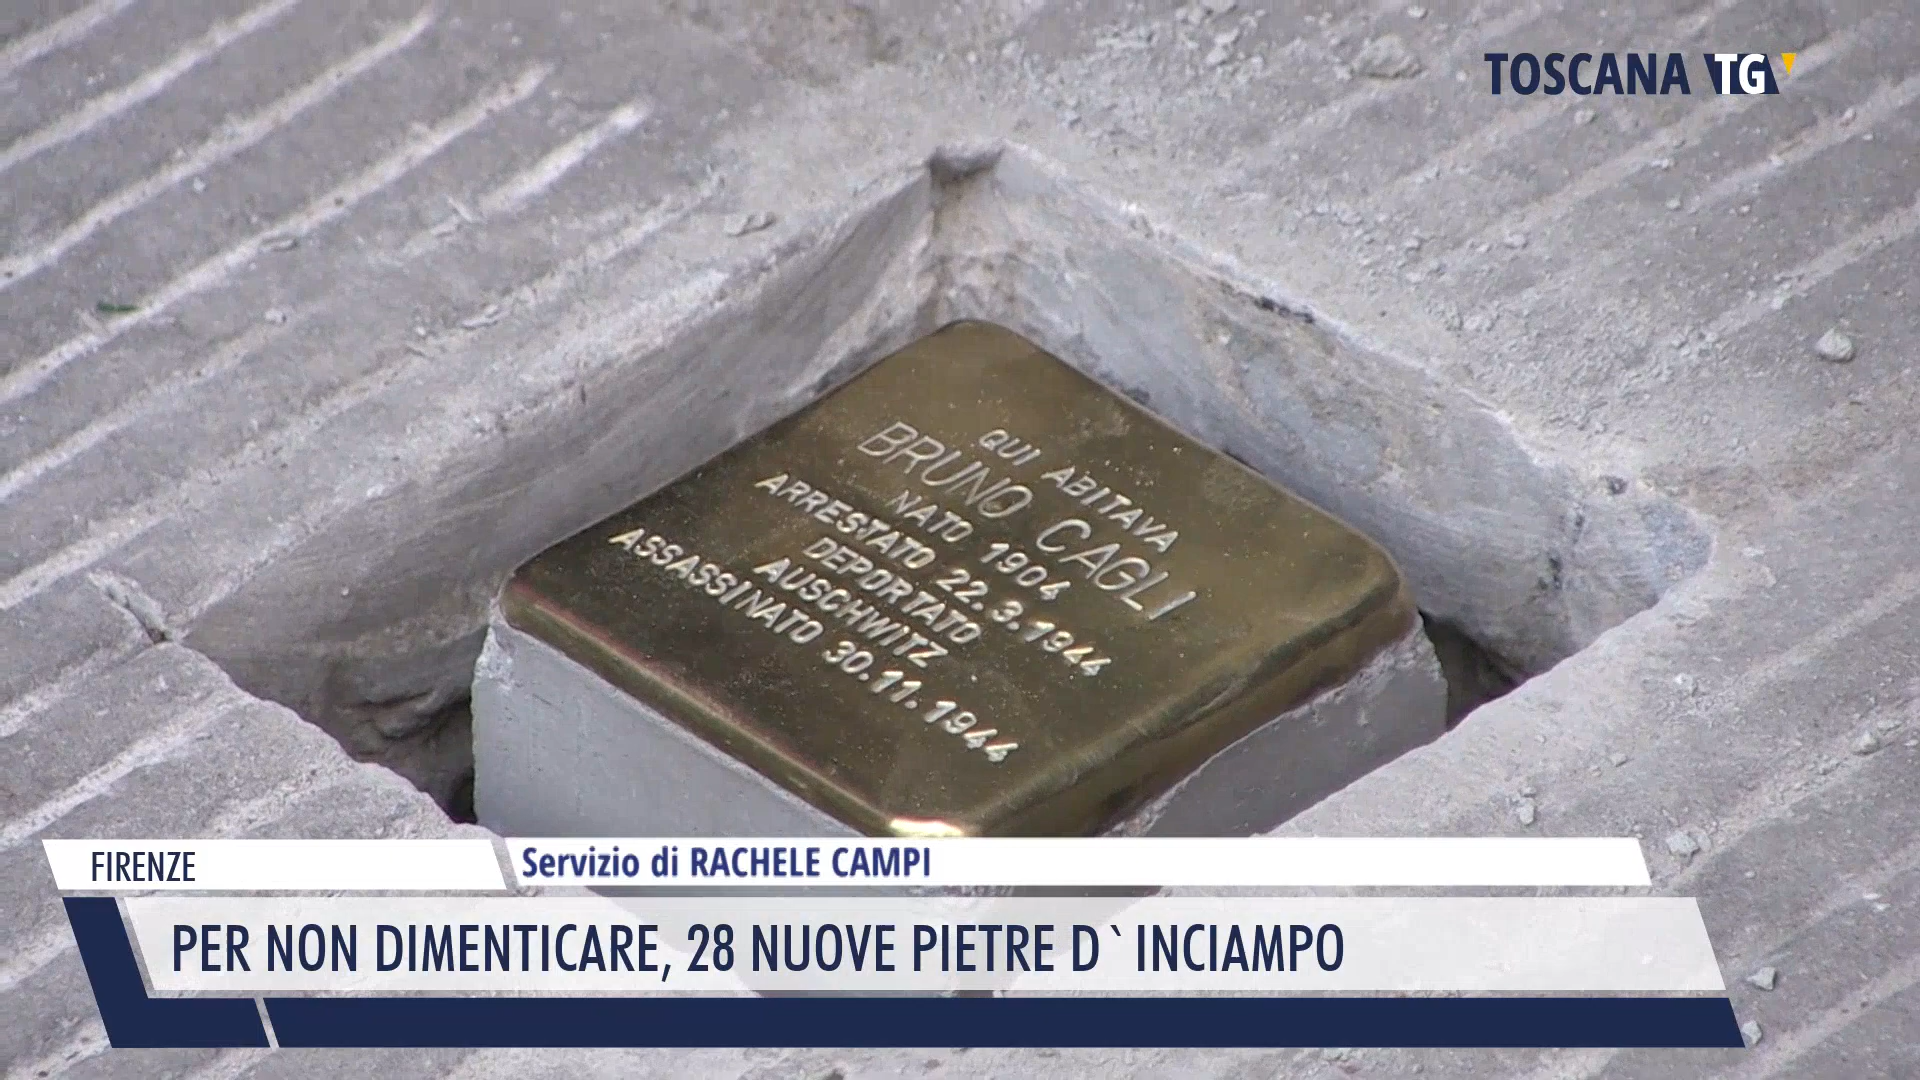 TOSCANA TG
QUI ABITAVA
BRUNO CAGLI
NATO 1904
ARRESTATO 22.3.1944
DEPORTATO
AUSCHWITZ
ASSASSINATO 30.11.1944
FIRENZE
Servizio di RACHELE CAMPI
PER NON DIMENTICARE, 28 NUOVE PIETRE D`INCIAMPO